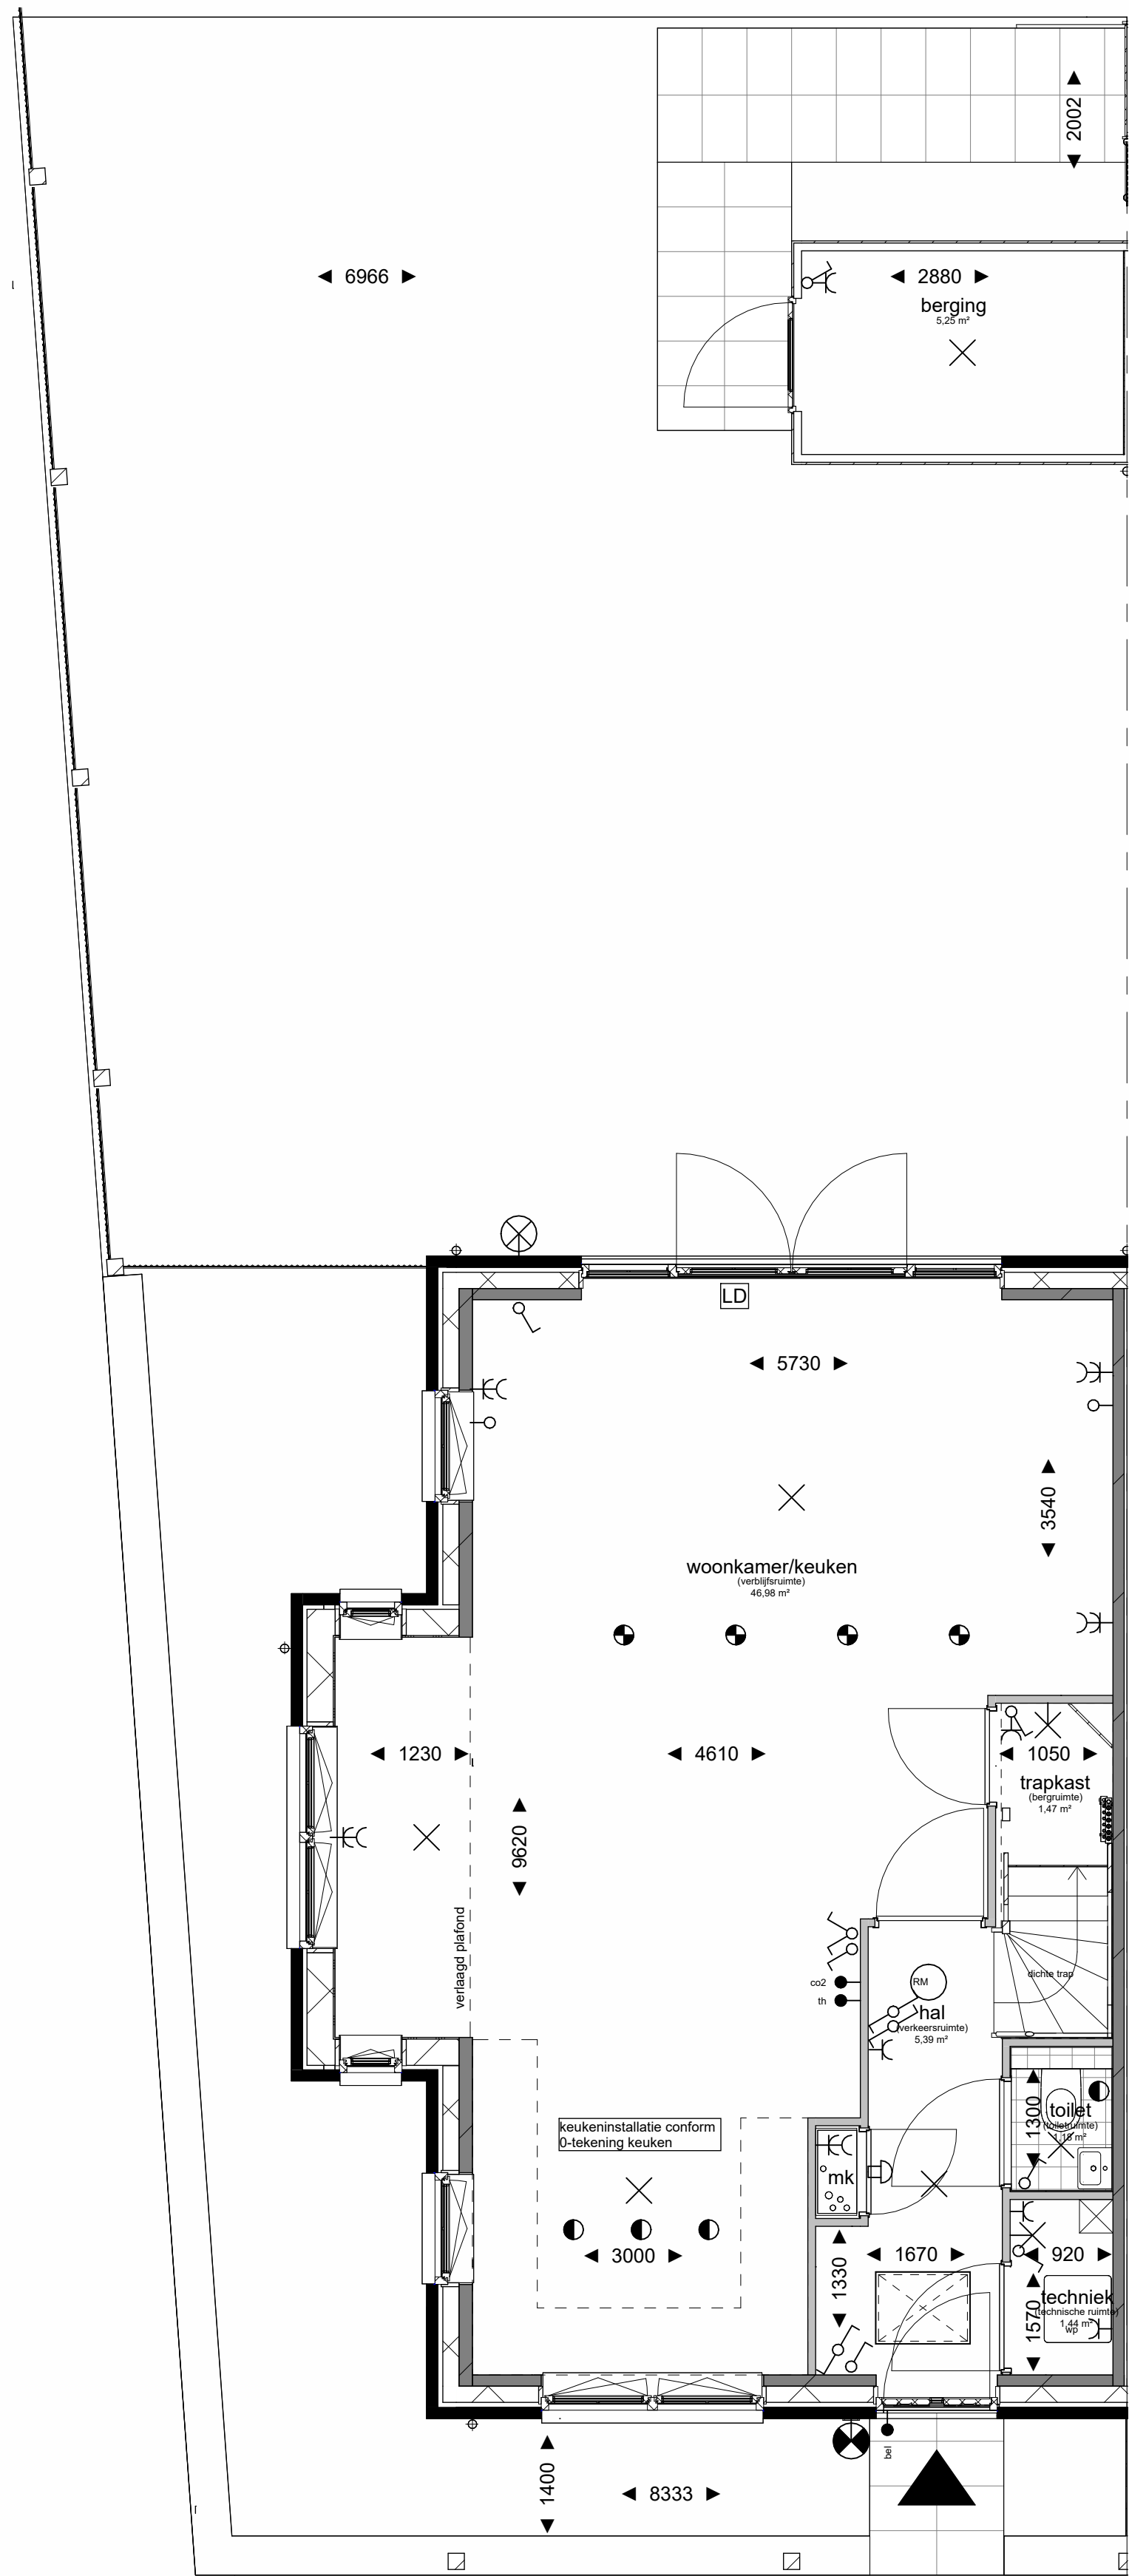 2002
6966
2880
berging
5,25 m²
LD
5730
3540
woonkamer/keuken
(verblijfsruimte)
46,98 m²
1230
4610
1050
trapkast
(bergruimte)
1,47 m²
9620
verlaagd plafond
dichte trap
co2
th
RM
hal
(verkeersruimte)
5,39 m²
keukeninstallatie conform
0-tekening keuken
mk
1300
toilet
(toiletruimte)
1,18 m²
3000
1330
1670
920
techniek
(technische ruimte)
1,44 m²
wp
1570
bel
1400
8333